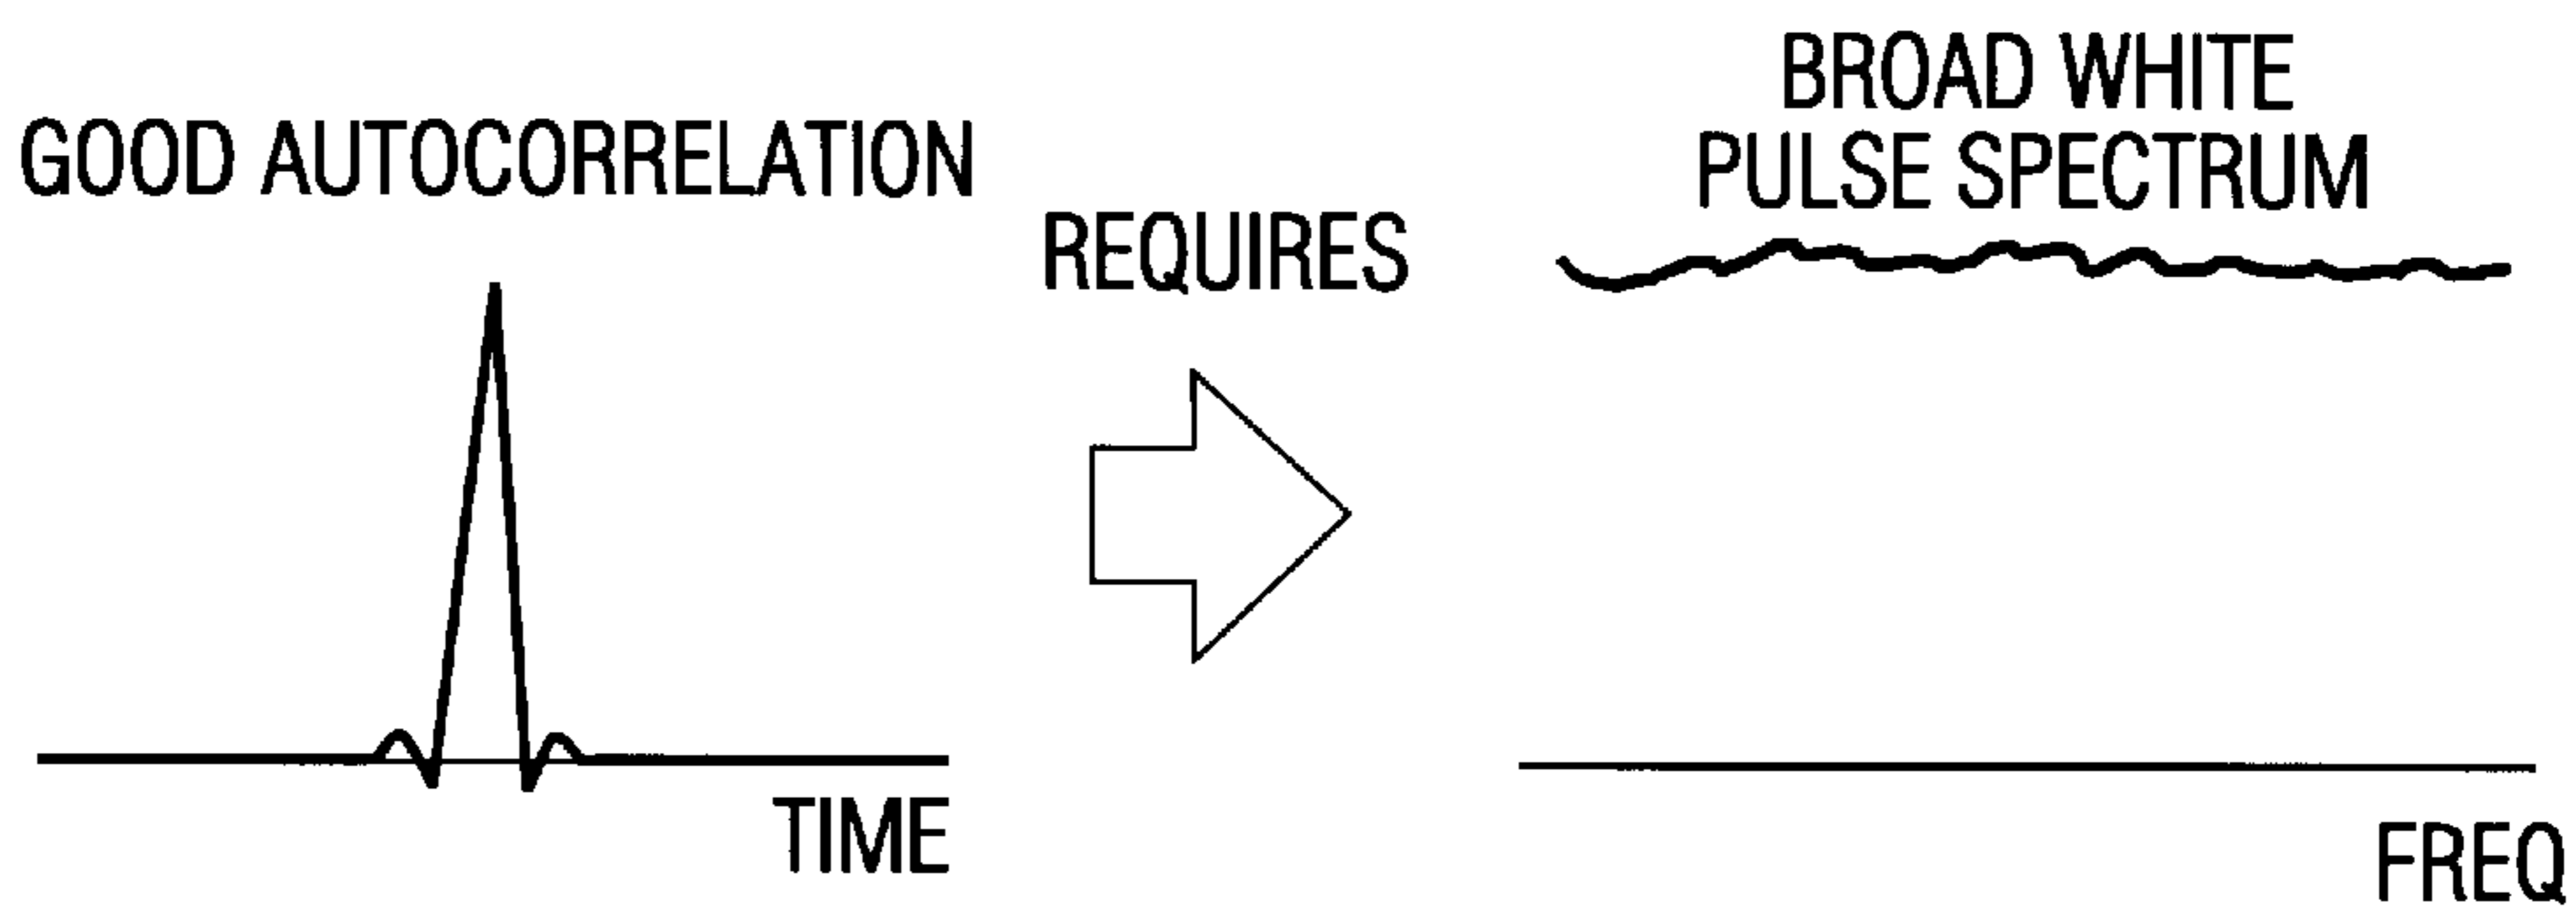 GOOD AUTOCORRELATION
TIME
REQUIRES
BROAD WHITE
PULSE SPECTRUM
FREQ